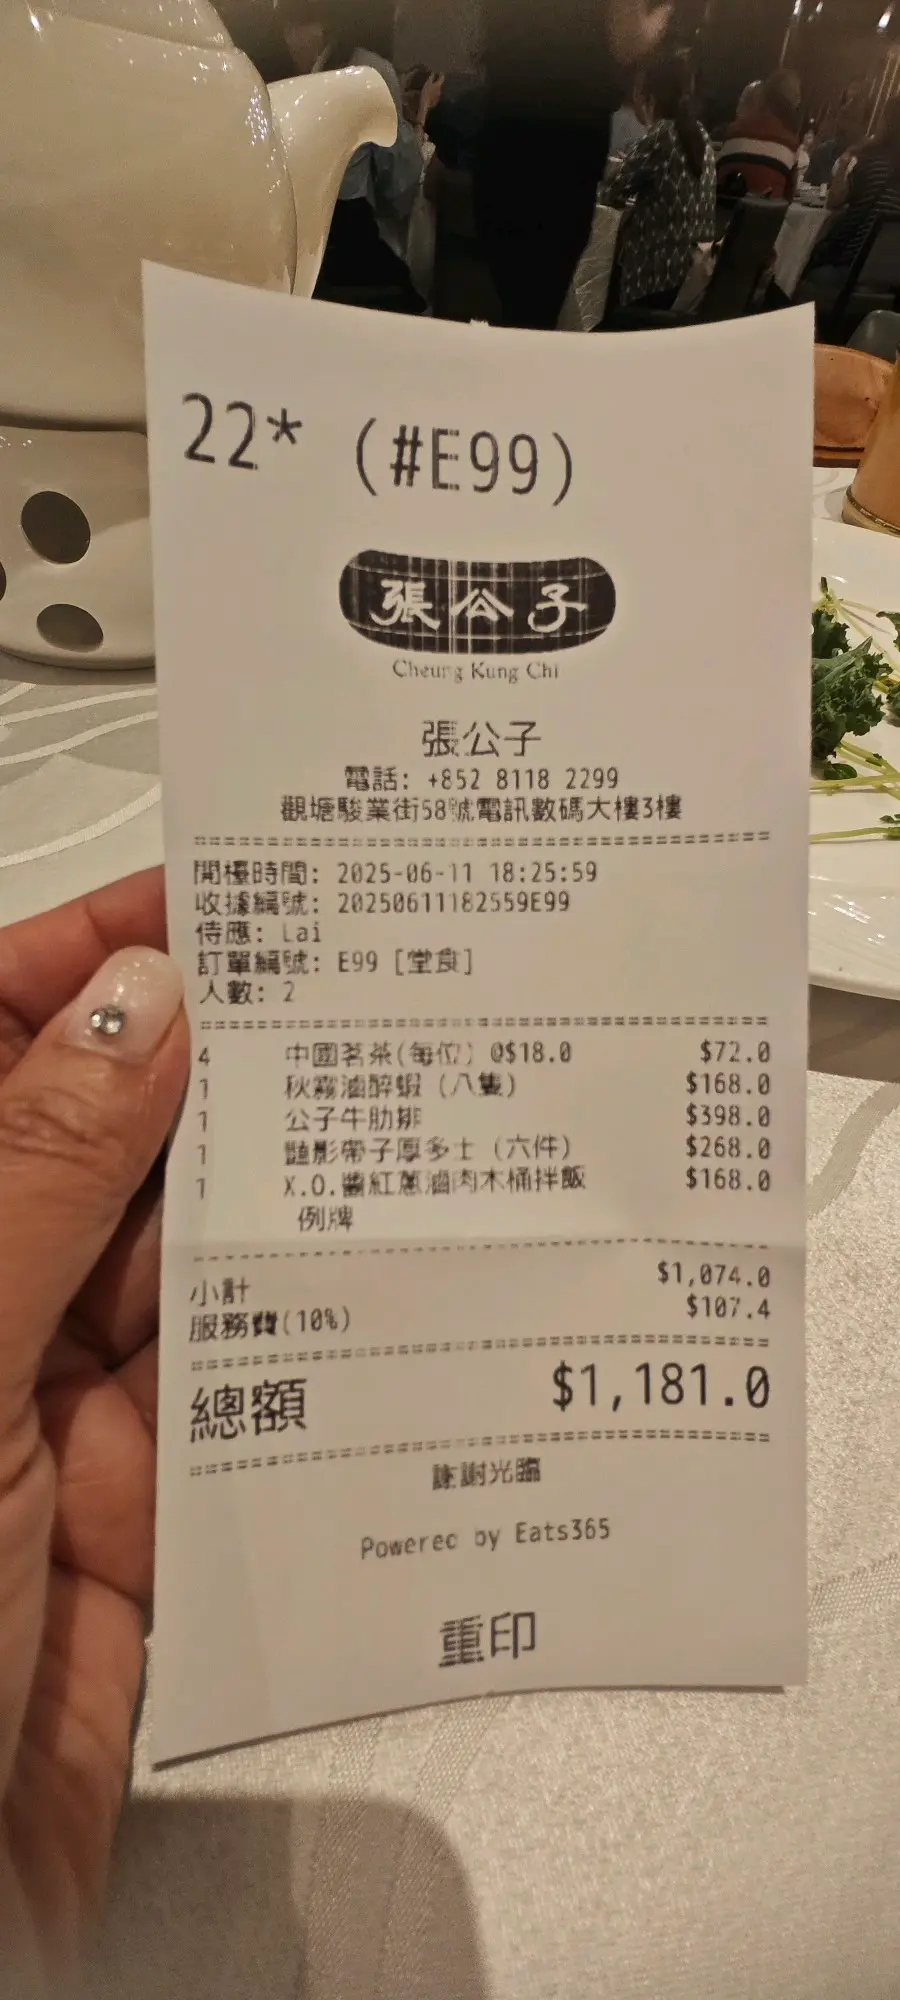 22* (#E99)
張公子
Cheung Kung Chi
張公子
電話: +852 8118 2299
觀塘駿業街58號電訊數碼大樓3樓
開檯時間: 2025-06-11 18:25:59
收據編號: 20250611182559E99
侍應: Lai
訂單編號: E99 [堂食]
人數: 2
4 中國茗茶(每位) @$18.0 $72.0
1 秋霧滷醉蝦 (八隻) $168.0
1 公子牛肋排 $398.0
1 豔影帶子厚多士 (六件) $268.0
1 X.O.醬紅蔥滷肉木桶拌飯 $168.0
例牌
小計 $1,074.0
服務費(10%) $107.4
總額 $1,181.0
謝謝光臨
Powered by Eats365
重印